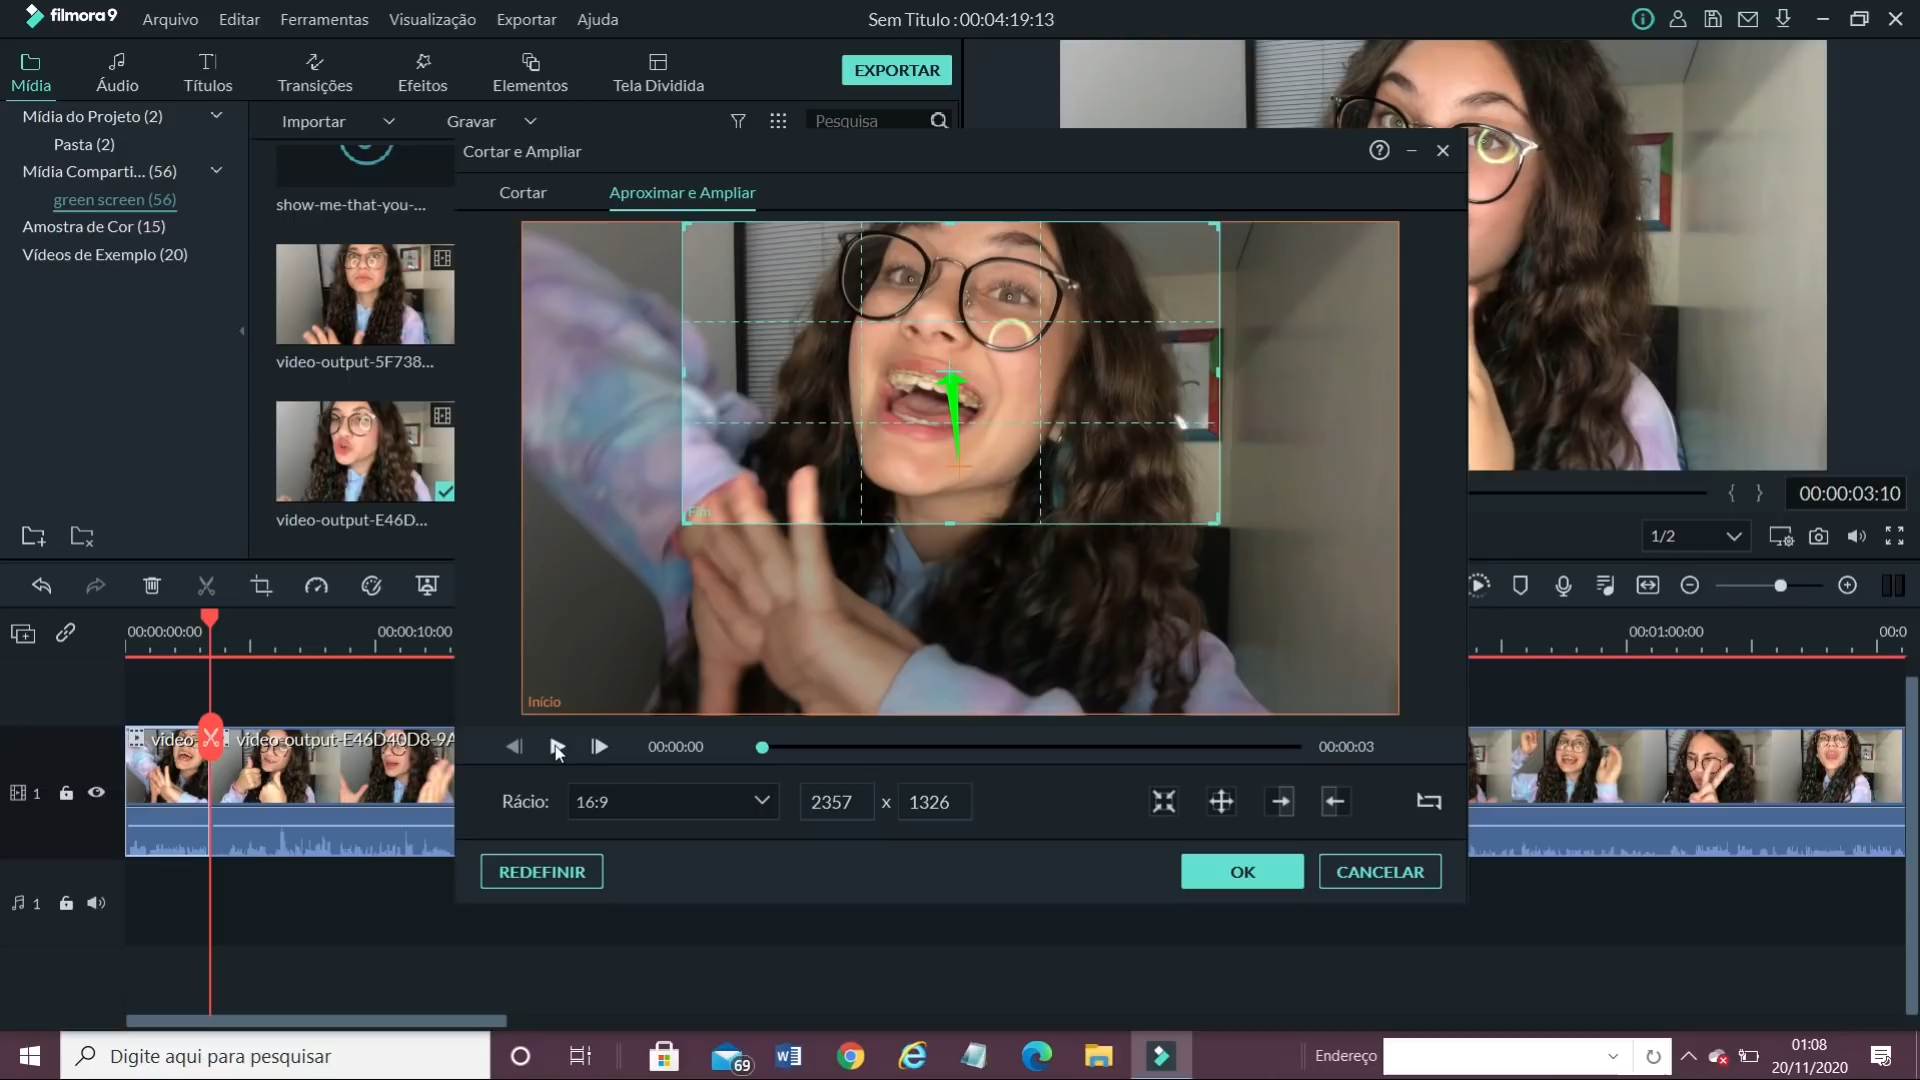 filmora9
Arquivo Editar Ferramentas Visualização Exportar Ajuda
Sem Titulo : 00:04:19:13
Mídia Áudio Títulos Transições Efeitos Elementos Tela Dividida
EXPORTAR
Mídia do Projeto (2)
Pasta (2)
Mídia Comparti... (56)
green screen (56)
Amostra de Cor (15)
Vídeos de Exemplo (20)
Importar Gravar Pesquisa
show-me-that-you-...
video-output-5F738...
video-output-E46D...
Cortar e Ampliar
Cortar Aproximar e Ampliar
Fim
Início
00:00:00 00:00:03
Rácio: 16:9 2357 x 1326
REDEFINIR OK CANCELAR
00:00:03:10
1/2
00:00:00:00 00:00:10:00 00:01:00:00 00:0
video- video-output-E46D40D8-9A
1
1
Digite aqui para pesquisar
69
Endereço
01:08
20/11/2020